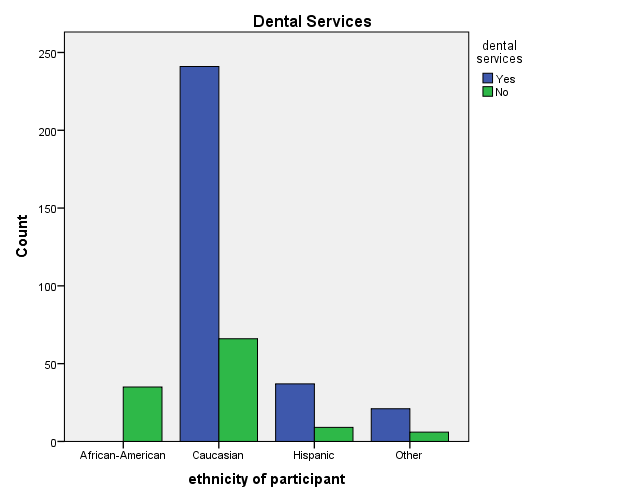 Dental Services
dental
services
Yes
No
250
200
150
100
50
0
Count
African-American
Caucasian
Hispanic
Other
ethnicity of participant